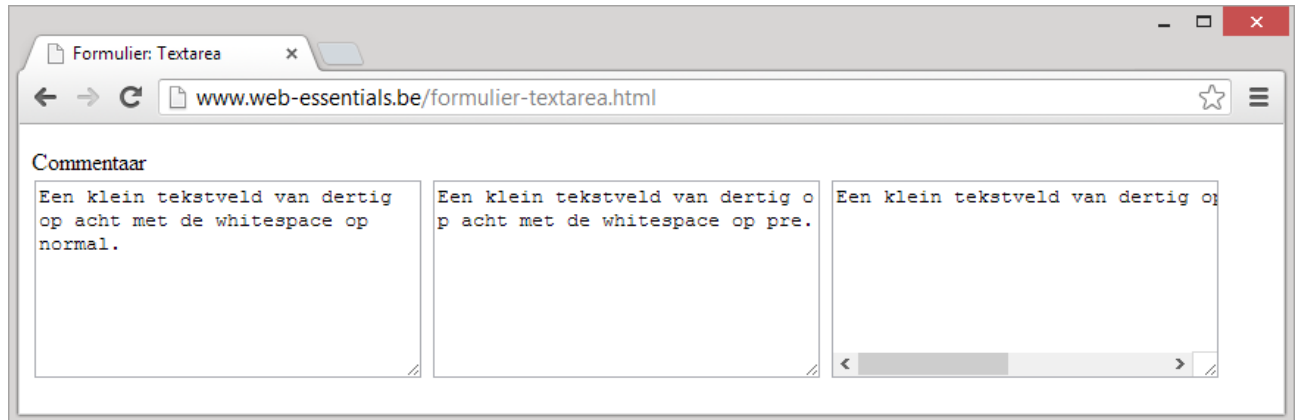 Formulier: Textarea
www.web-essentials.be/formulier-textarea.html
Commentaar
Een klein tekstveld van dertig
op acht met de whitespace op
normal.
Een klein tekstveld van dertig o
p acht met de whitespace op pre.
Een klein tekstveld van dertig op